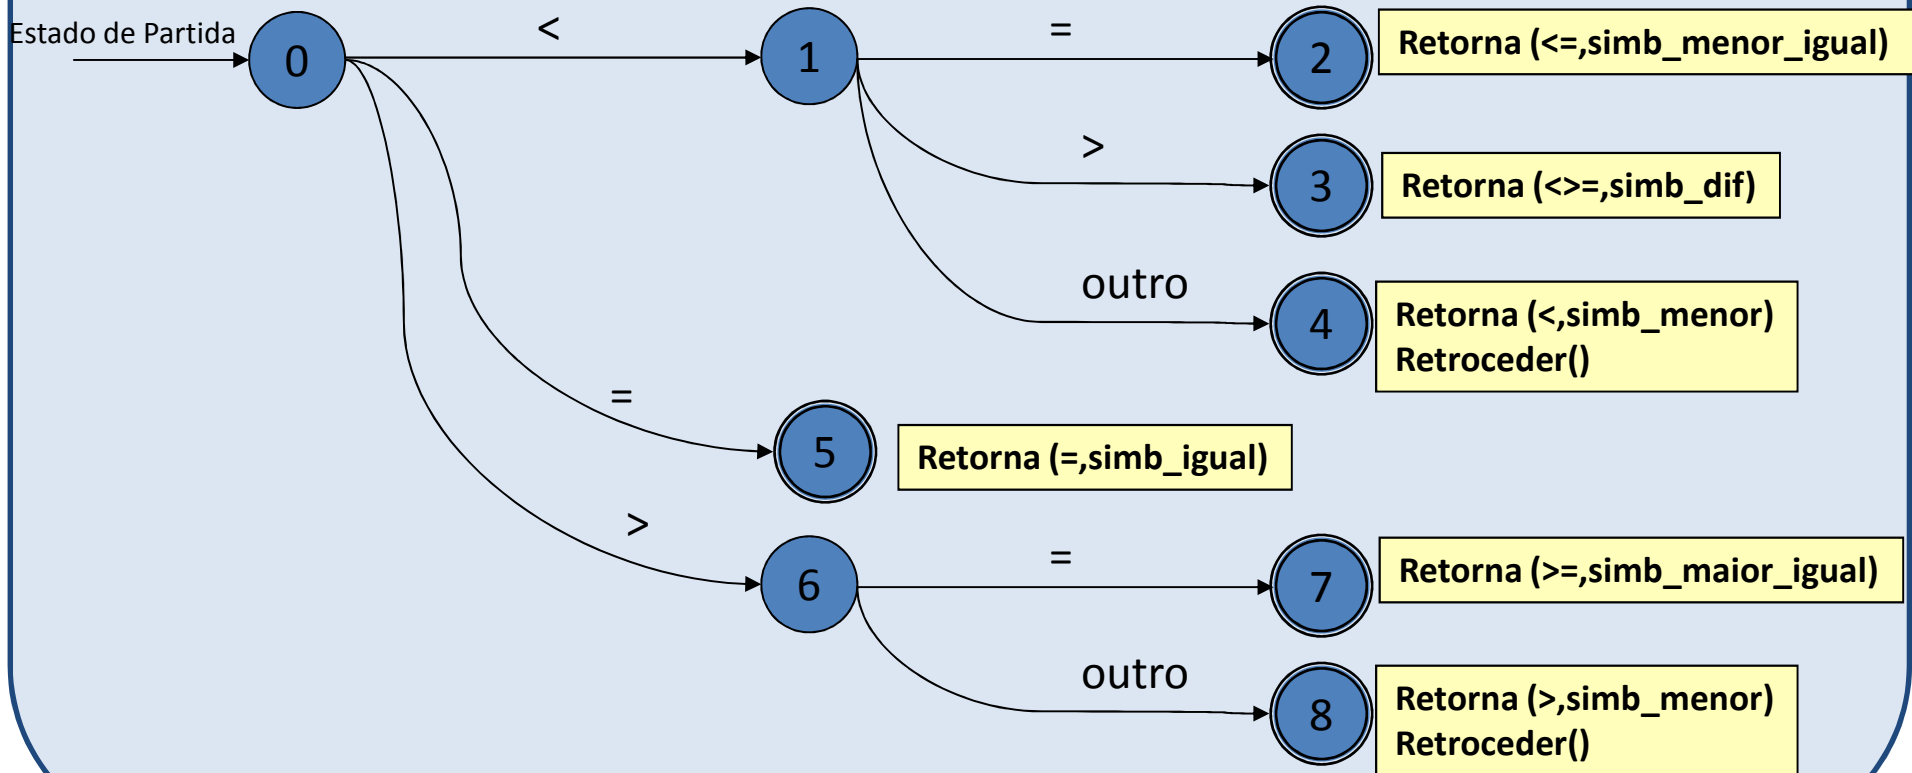 Estado de Partida
0
<
1
=
2
Retorna (<=,simb_menor_igual)
>
3
Retorna (<>=,simb_dif)
outro
4
Retorna (<,simb_menor)
Retroceder()
=
5
Retorna (=,simb_igual)
>
6
=
7
Retorna (>=,simb_maior_igual)
outro
8
Retorna (>,simb_menor)
Retroceder()